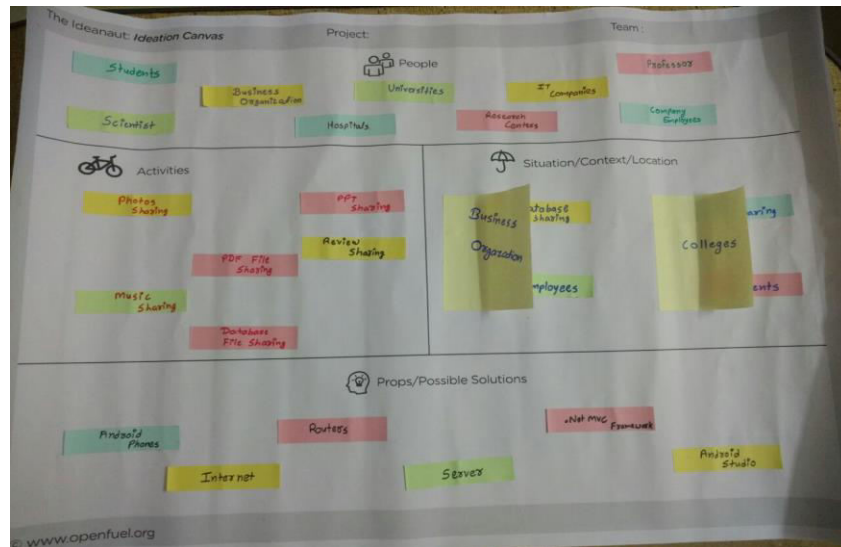 The Ideanaut: Ideation Canvas Project: Team:
People
Students
Business
Organization
Universities
IT
Companies
Professor
Scientist
Hospitals
Research
Centers
Company
Employees
Activities
Photos
Sharing
PPT
Sharing
PDF File
Sharing
Review
Sharing
Music
Sharing
Database
File Sharing
Situation/Context/Location
Business
Orgazation
atabase
sharing
mployees
Colleges
aring
ents
Props/Possible Solutions
Android
Phones
Routers
.Net MVC
Framework
Internet
Server
Android
Studio
© www.openfuel.org